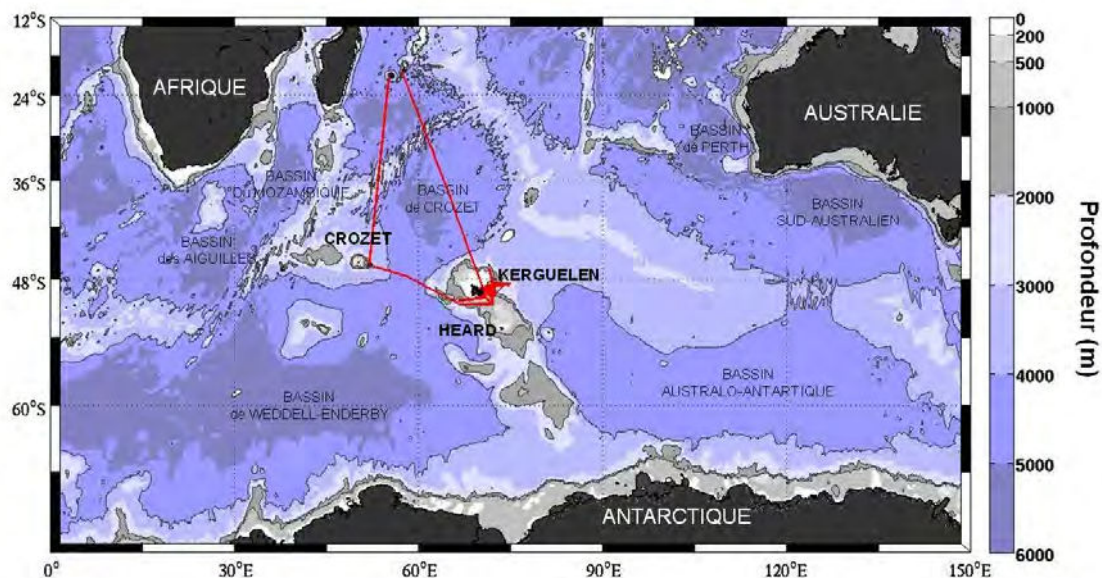 12°S
24°S
36°S
48°S
60°S
0°
30°E
60°E
90°E
120°E
150°E
AFRIQUE
AUSTRALIE
BASSIN
de PERTH
BASSIN
Du MOZAMBIQUE
BASSIN
de CROZET
BASSIN
SUD-AUSTRALIEN
BASSIN
des AIGUILLES
CROZET
KERGUELEN
HEARD
BASSIN
AUSTRALO-ANTARTIQUE
BASSIN
de WEDDELL-ENDERBY
ANTARCTIQUE
0
200
500
1000
2000
3000
4000
5000
6000
Profondeur (m)